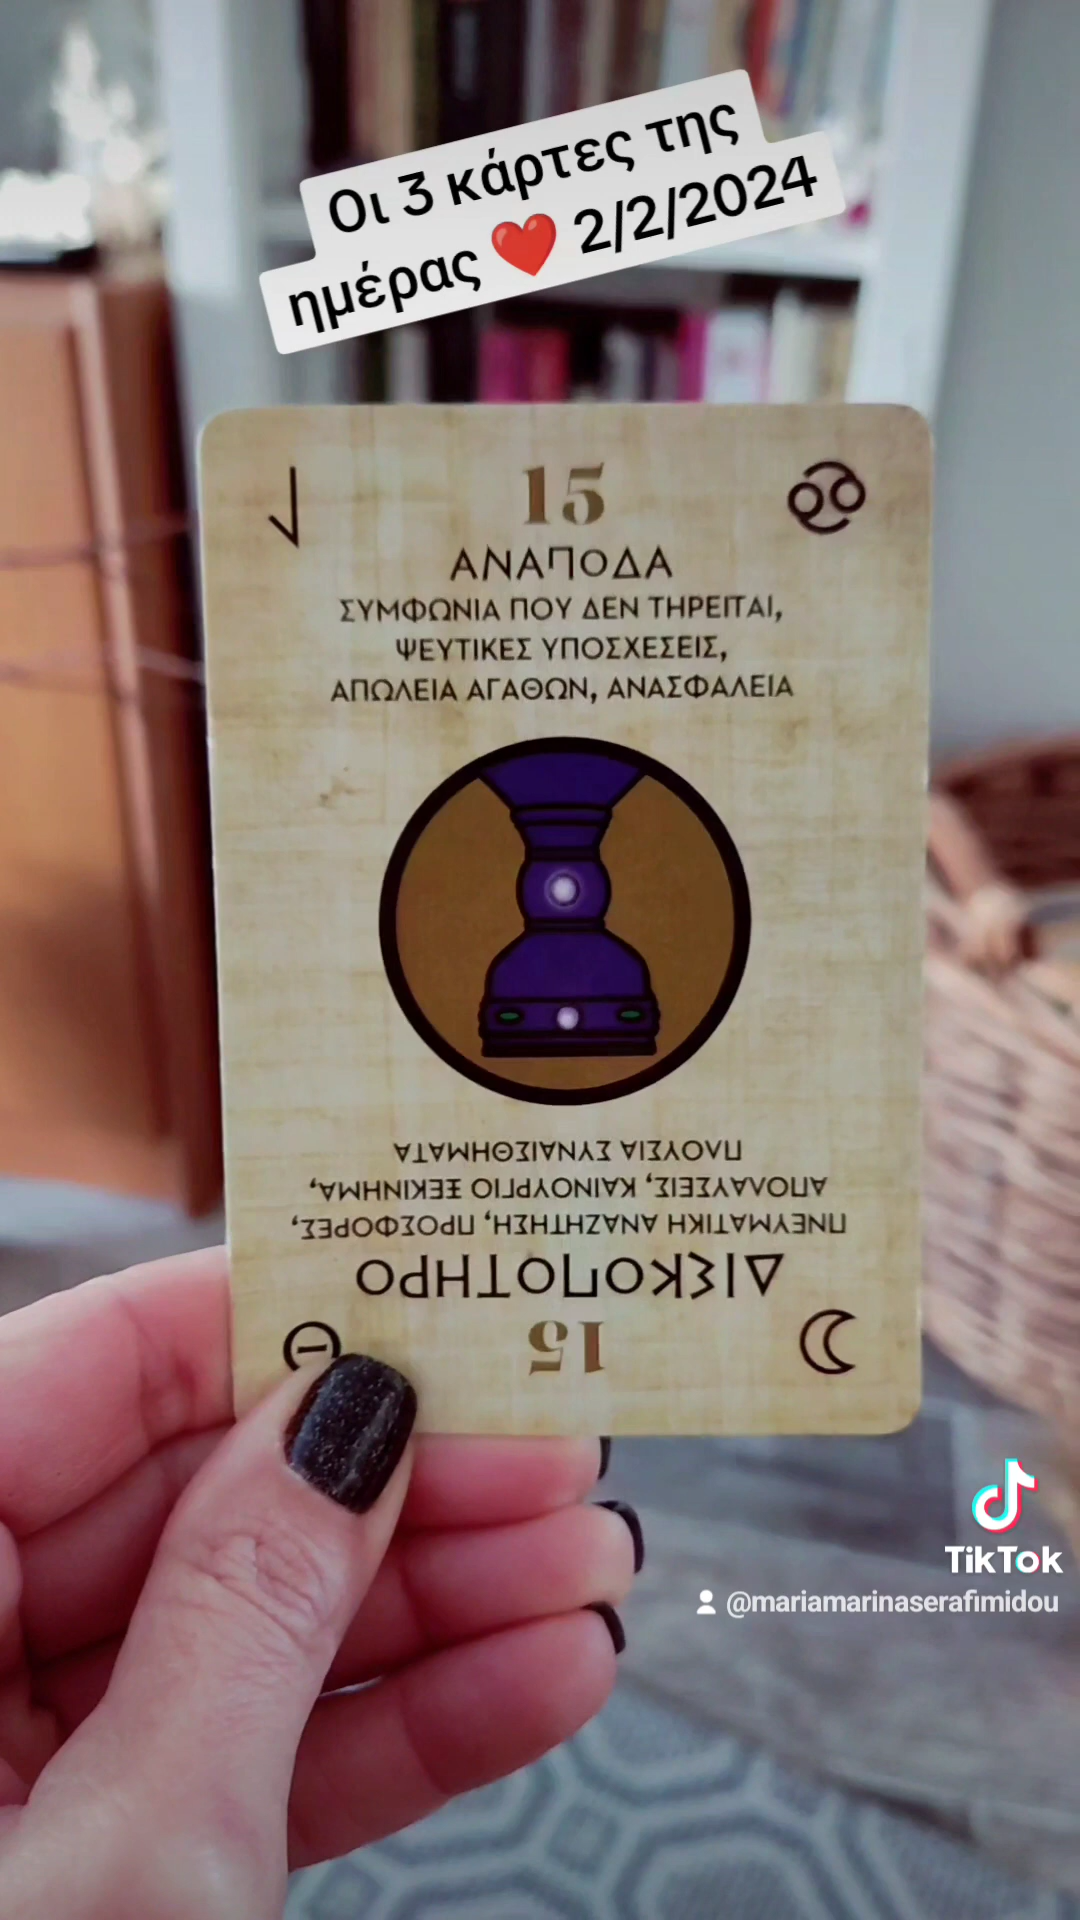 Οι 3 κάρτες της
ημέρας ❤️ 2/2/2024
15
ΑΝΑΠΟΔΑ
ΣΥΜΦΩΝΙΑ ΠΟΥ ΔΕΝ ΤΗΡΕΙΤΑΙ,
ΨΕΥΤΙΚΕΣ ΥΠΟΣΧΕΣΕΙΣ,
ΑΠΩΛΕΙΑ ΑΓΑΘΩΝ, ΑΝΑΣΦΑΛΕΙΑ
15
ΔΙΣΚΟΠΟΤΗΡΟ
ΠΝΕΥΜΑΤΙΚΗ ΑΝΑΖΗΤΗΣΗ, ΠΡΟΣΦΟΡΕΣ,
ΑΠΟΛΑΥΣΕΙΣ, ΚΑΙΝΟΥΡΓΙΟ ΞΕΚΙΝΗΜΑ,
ΠΛΟΥΣΙΑ ΣΥΝΑΙΣΘΗΜΑΤΑ
TikTok
@mariamarinaserafimidou